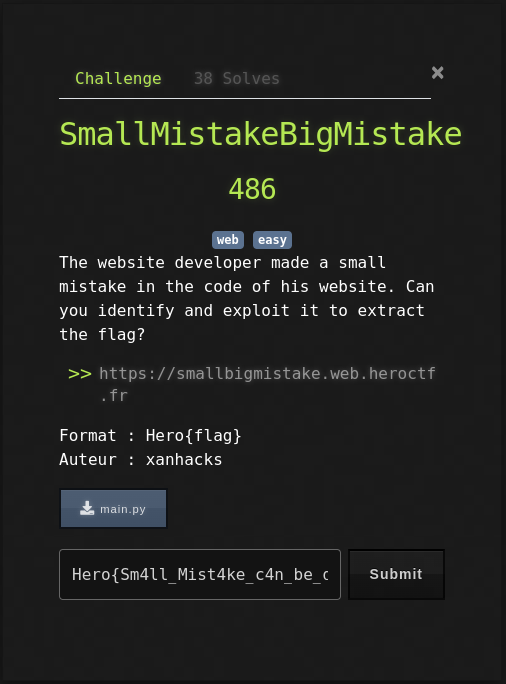 Challenge 38 Solves ×
SmallMistakeBigMistake
486
web easy
The website developer made a small
mistake in the code of his website. Can
you identify and exploit it to extract
the flag?
>> https://smallbigmistake.web.heroctf
.fr
Format : Hero{flag}
Auteur : xanhacks
main.py
Hero{Sm4ll_Mist4ke_c4n_be_ Submit